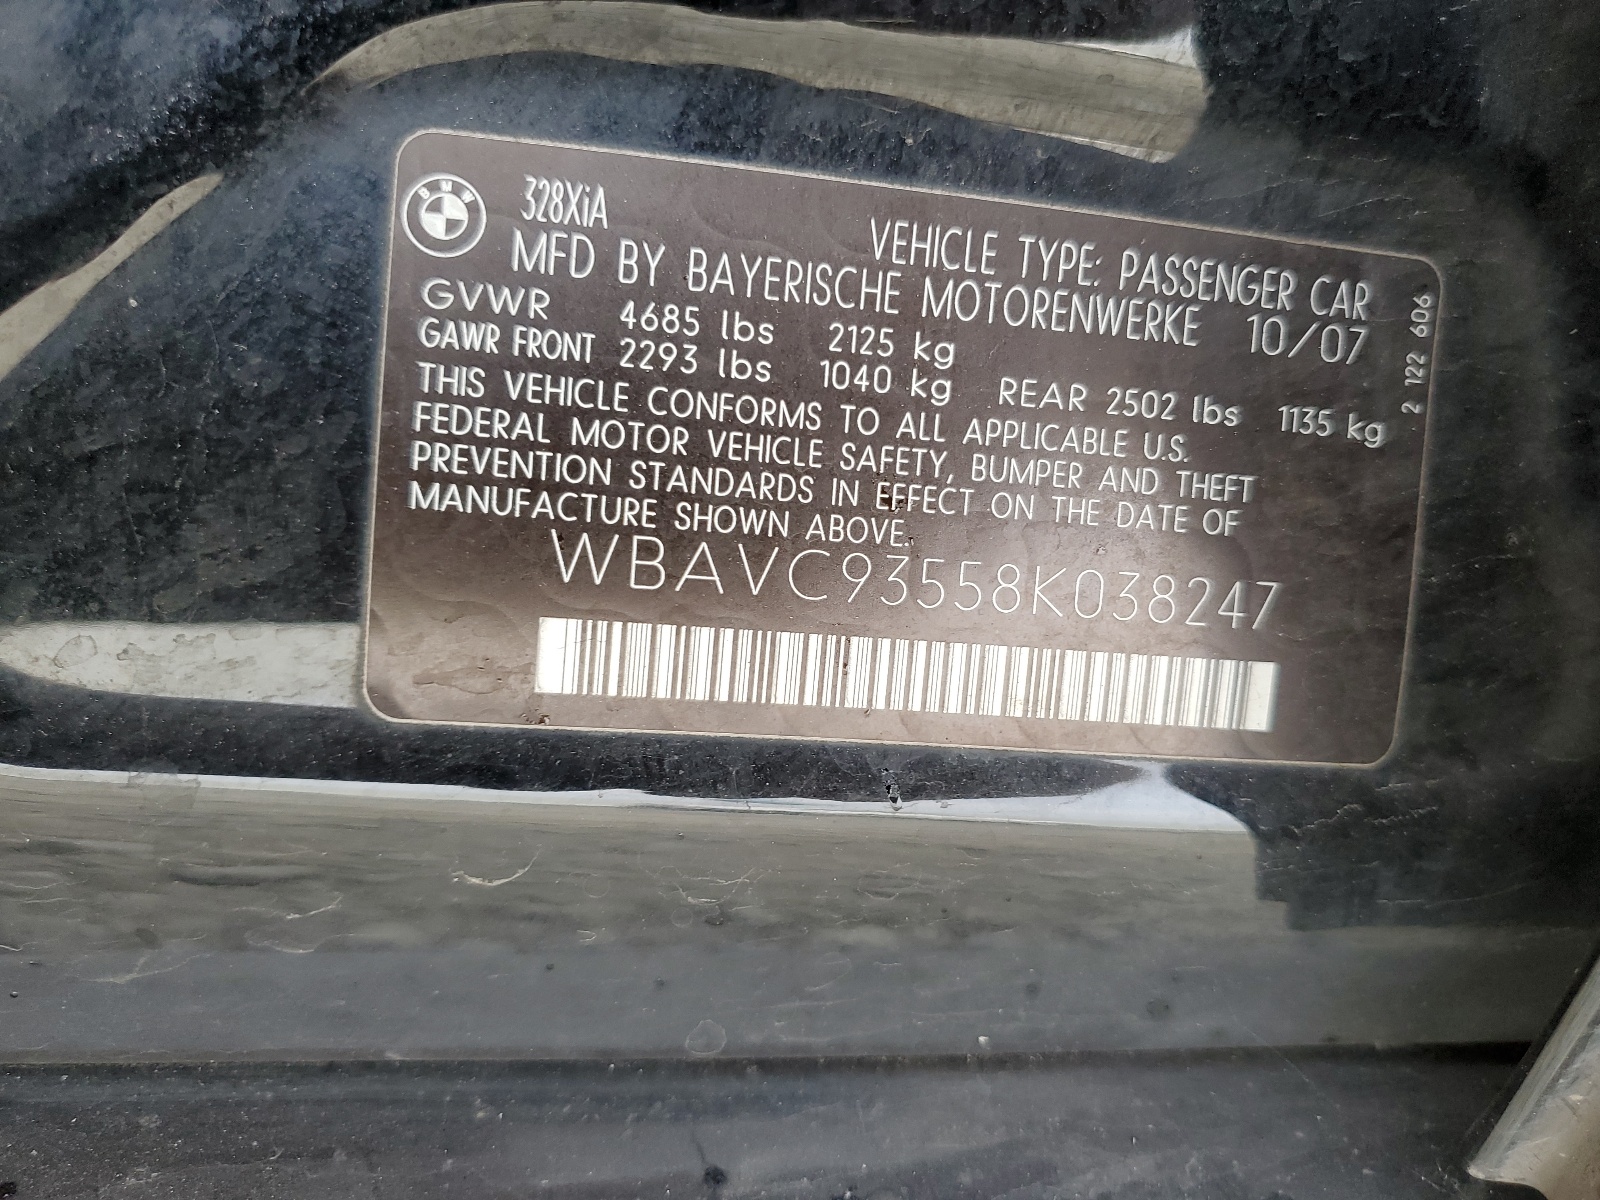 BMW
328XiA
VEHICLE TYPE: PASSENGER CAR
MFD BY BAYERISCHE MOTORENWERKE 10/07
GVWR 4685 lbs 2125 kg
GAWR FRONT 2293 lbs 1040 kg REAR 2502 lbs 1135 kg
THIS VEHICLE CONFORMS TO ALL APPLICABLE U.S.
FEDERAL MOTOR VEHICLE SAFETY, BUMPER AND THEFT
PREVENTION STANDARDS IN EFFECT ON THE DATE OF
MANUFACTURE SHOWN ABOVE.
WBAVC93558K038247
2 122 606